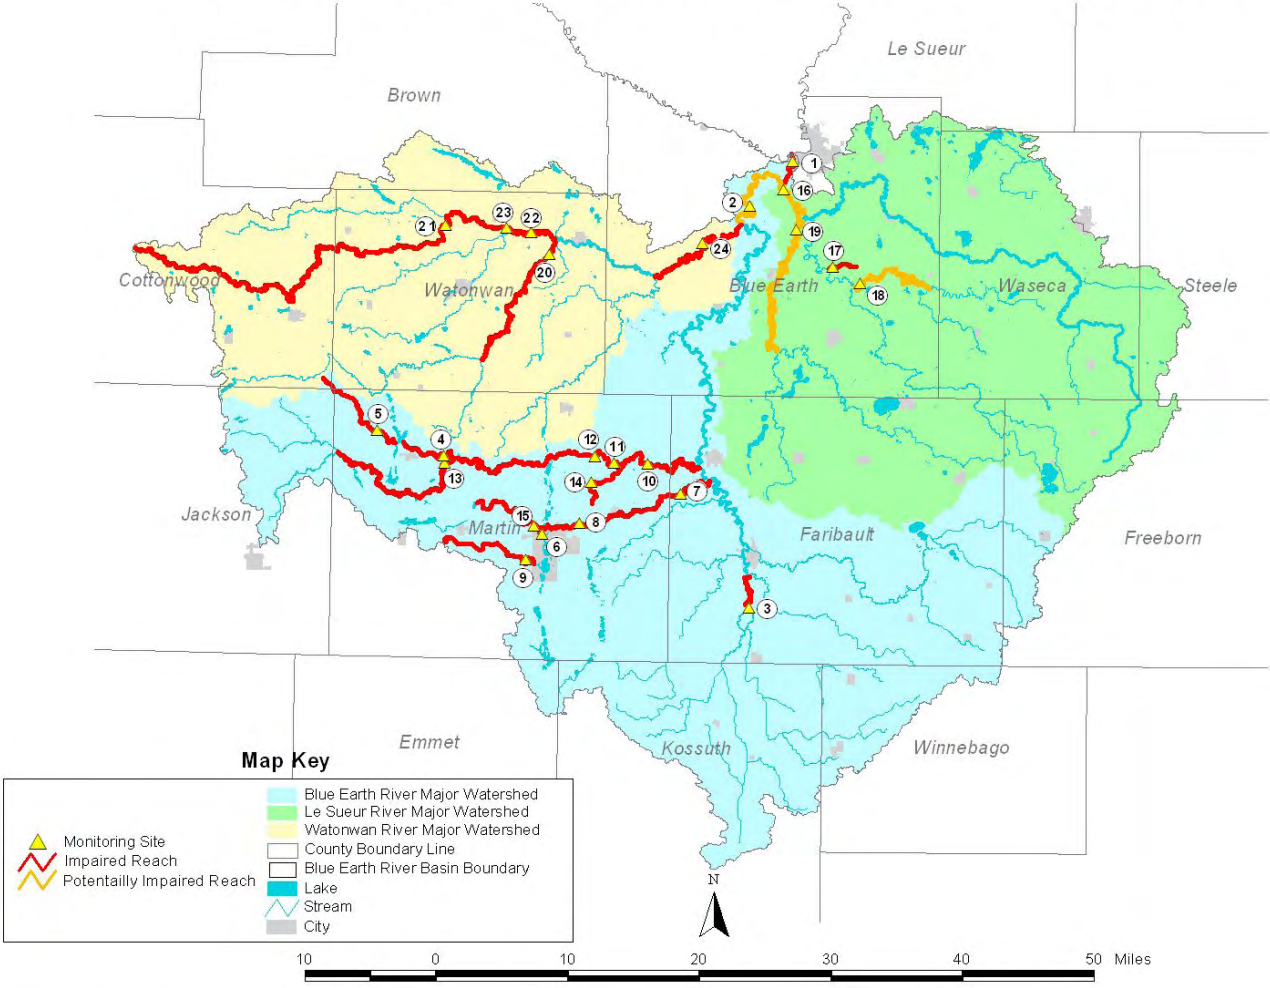 Le Sueur
Brown
1
16
2
23
22
21
19
24
17
20
Cottonwood
Watonwan
Blue Earth
18
Waseca
Steele
5
4
12
11
13
14
10
7
15
Jackson
Martin
8
Faribault
Freeborn
6
9
3
Emmet
Kossuth
Winnebago
Map Key
Blue Earth River Major Watershed
Le Sueur River Major Watershed
Watonwan River Major Watershed
County Boundary Line
Blue Earth River Basin Boundary
Lake
Stream
City
Monitoring Site
Impaired Reach
Potentailly Impaired Reach
N
10 0 10 20 30 40 50 Miles